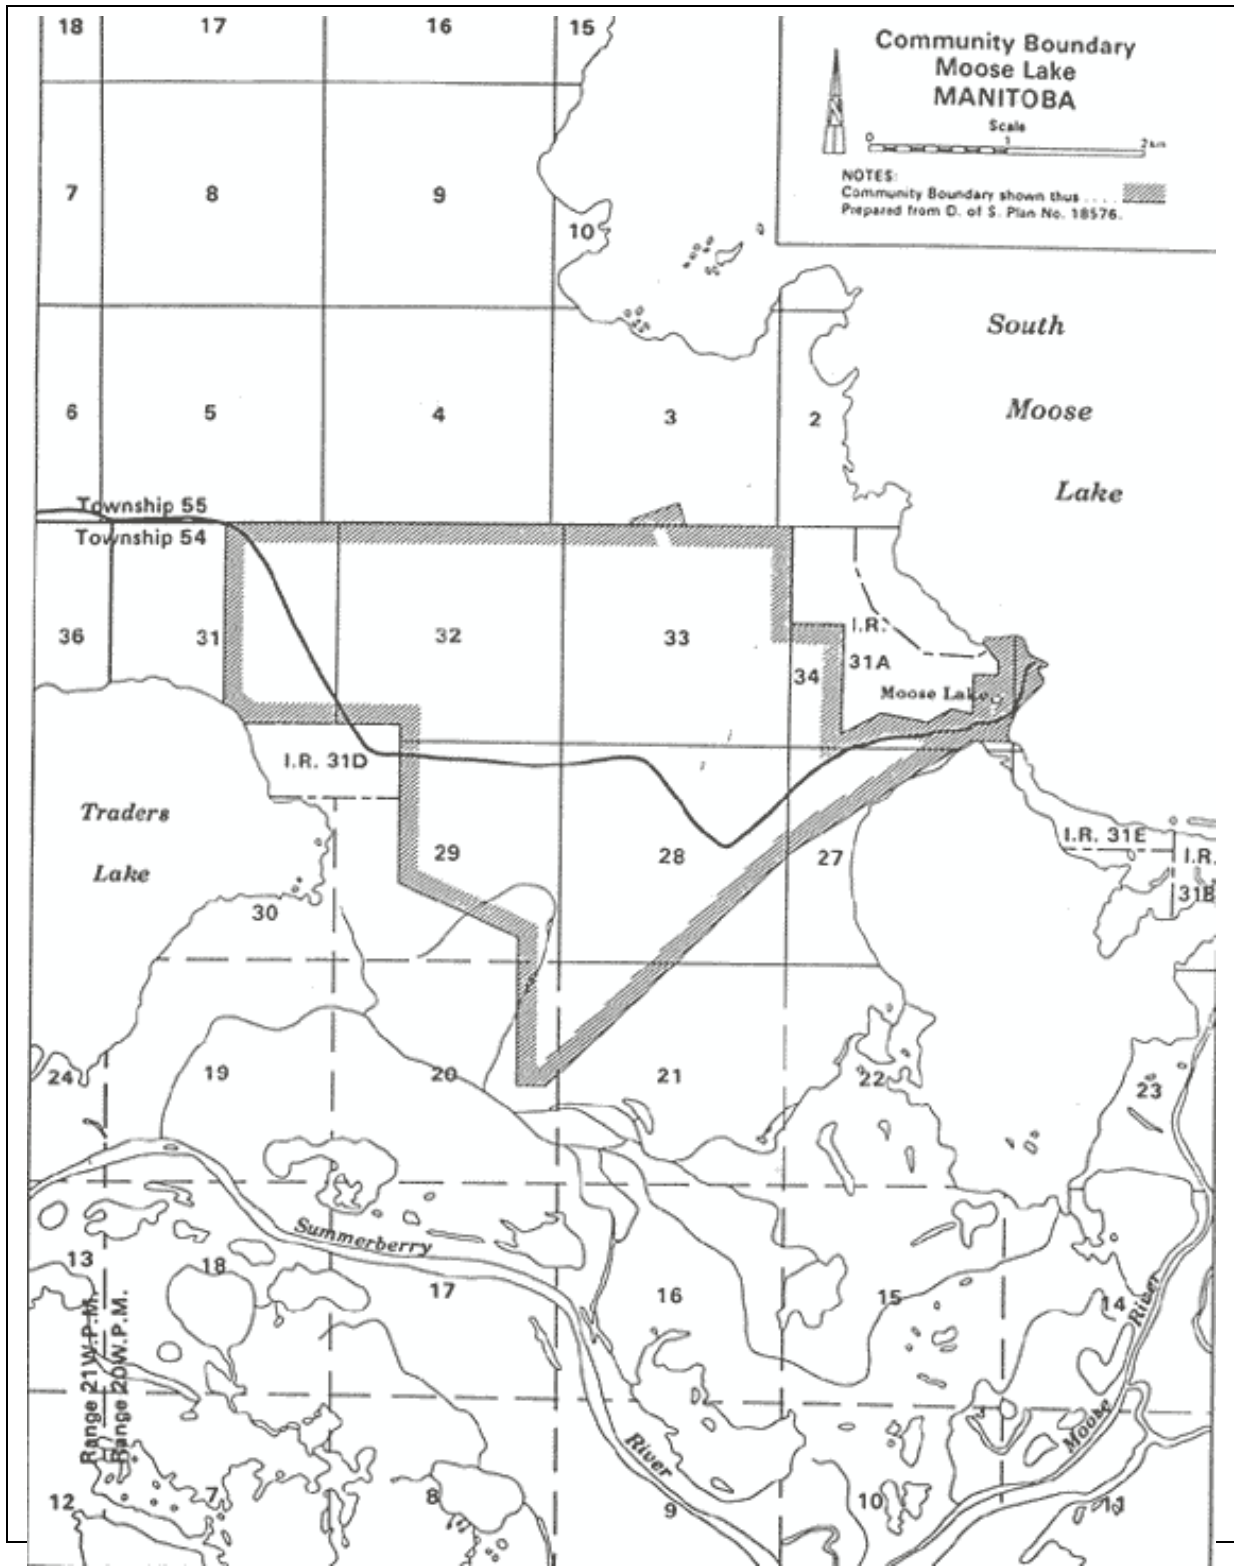 18 17 16 15
Community Boundary
Moose Lake
MANITOBA
Scale
0 1 2 km
NOTES:
Community Boundary shown thus ....
Prepared from D. of S. Plan No. 18576.
7 8 9
10
South
Moose
Lake
6 5 4 3 2
Township 55
Township 54
36 31 32 33
I.R.
31A
34
Moose Lake
I.R. 31D
Traders
Lake
29 28 27
I.R. 31E
I.R.
31B
30
24 19 20 21 22 23
Summerberry
13 18 17 16 15 14
River
Range 21 W.P.M.
Range 20 W.P.M.
Moose
River
12 7 8 9 10 11